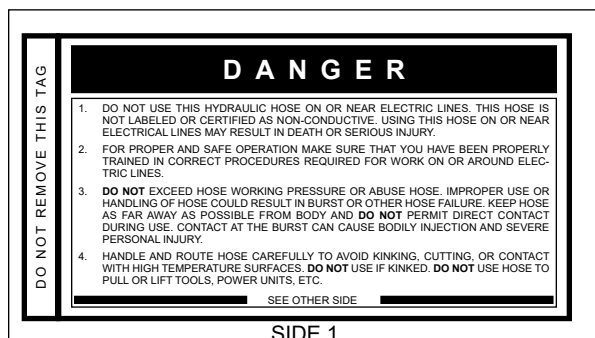 DO NOT REMOVE THIS TAG
DANGER
1. DO NOT USE THIS HYDRAULIC HOSE ON OR NEAR ELECTRIC LINES. THIS HOSE IS
NOT LABELED OR CERTIFIED AS NON-CONDUCTIVE. USING THIS HOSE ON OR NEAR
ELECTRICAL LINES MAY RESULT IN DEATH OR SERIOUS INJURY.
2. FOR PROPER AND SAFE OPERATION MAKE SURE THAT YOU HAVE BEEN PROPERLY
TRAINED IN CORRECT PROCEDURES REQUIRED FOR WORK ON OR AROUND ELEC-
TRIC LINES.
3. DO NOT EXCEED HOSE WORKING PRESSURE OR ABUSE HOSE. IMPROPER USE OR
HANDLING OF HOSE COULD RESULT IN BURST OR OTHER HOSE FAILURE. KEEP HOSE
AS FAR AWAY AS POSSIBLE FROM BODY AND DO NOT PERMIT DIRECT CONTACT
DURING USE. CONTACT AT THE BURST CAN CAUSE BODILY INJECTION AND SEVERE
PERSONAL INJURY.
4. HANDLE AND ROUTE HOSE CAREFULLY TO AVOID KINKING, CUTTING, OR CONTACT
WITH HIGH TEMPERATURE SURFACES. DO NOT USE IF KINKED. DO NOT USE HOSE TO
PULL OR LIFT TOOLS, POWER UNITS, ETC.
SEE OTHER SIDE
SIDE 1